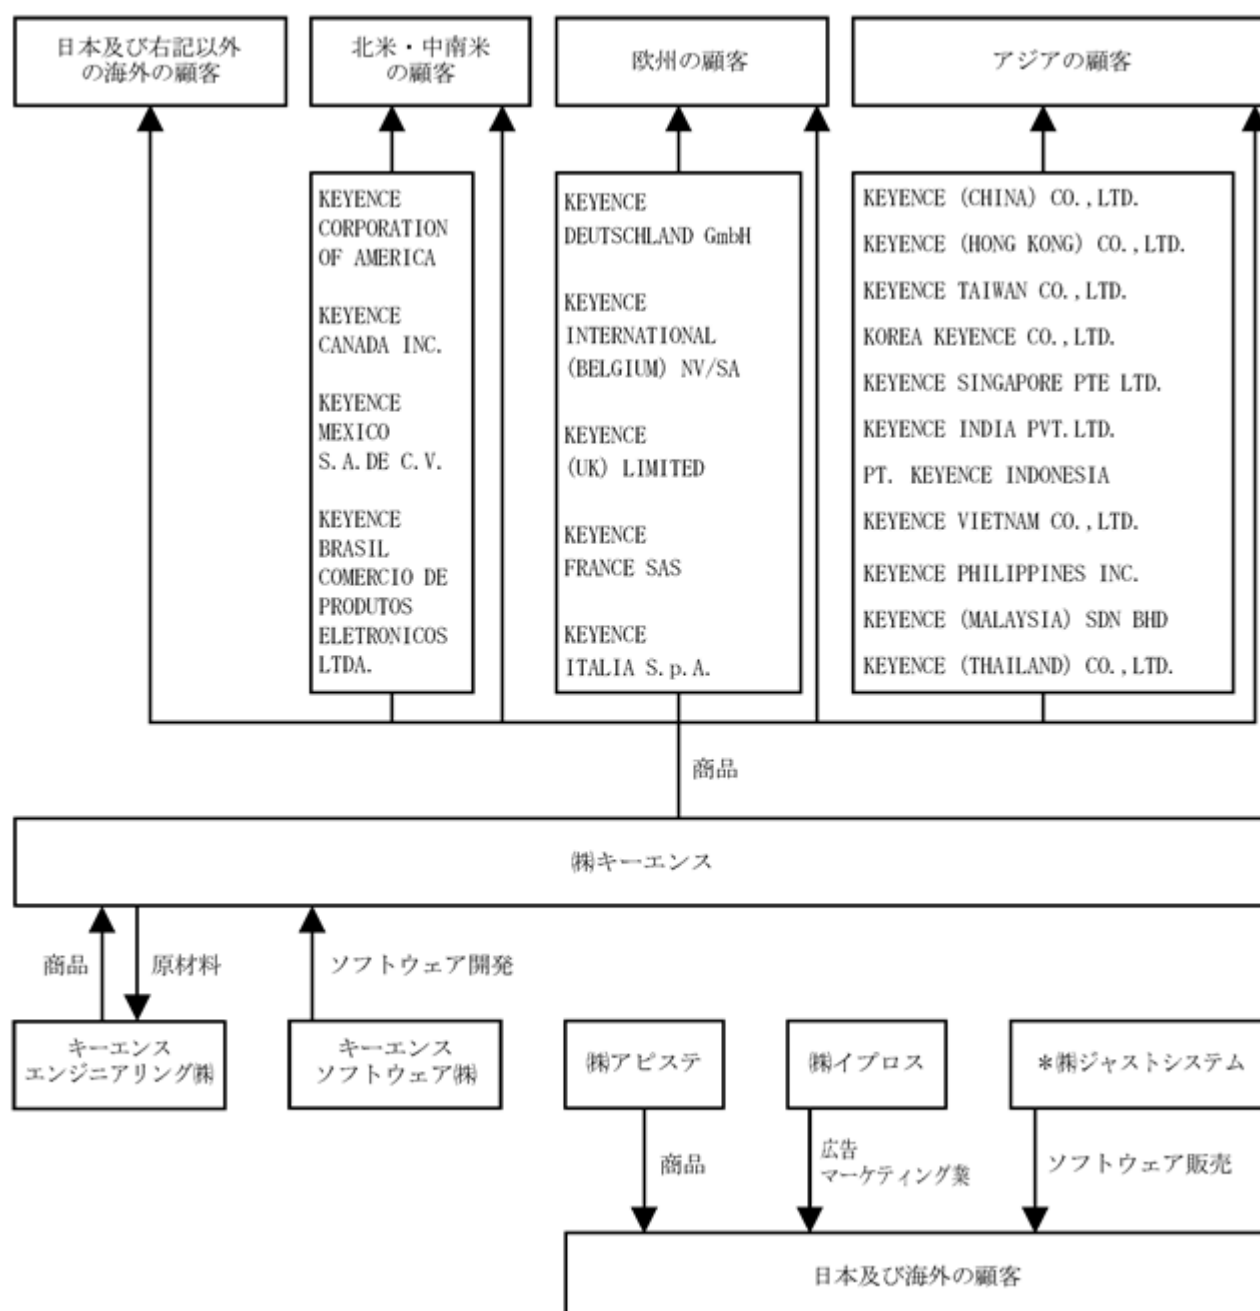 日本及び右記以外
の海外の顧客
北米・中南米
の顧客
欧州の顧客
アジアの顧客
KEYENCE
CORPORATION
OF AMERICA
KEYENCE
CANADA INC.
KEYENCE
MEXICO
S.A.DE C.V.
KEYENCE
BRASIL
COMERCIO DE
PRODUTOS
ELETRONICOS
LTDA.
KEYENCE
DEUTSCHLAND GmbH
KEYENCE
INTERNATIONAL
(BELGIUM) NV/SA
KEYENCE
(UK) LIMITED
KEYENCE
FRANCE SAS
KEYENCE
ITALIA S.p.A.
KEYENCE (CHINA) CO.,LTD.
KEYENCE (HONG KONG) CO.,LTD.
KEYENCE TAIWAN CO.,LTD.
KOREA KEYENCE CO.,LTD.
KEYENCE SINGAPORE PTE LTD.
KEYENCE INDIA PVT.LTD.
PT. KEYENCE INDONESIA
KEYENCE VIETNAM CO.,LTD.
KEYENCE PHILIPPINES INC.
KEYENCE (MALAYSIA) SDN BHD
KEYENCE (THAILAND) CO.,LTD.
商品
㈱キーエンス
商品
原材料
ソフトウェア開発
キーエンス
エンジニアリング㈱
キーエンス
ソフトウェア㈱
㈱アピステ
㈱イプロス
＊㈱ジャストシステム
商品
広告
マーケティング業
ソフトウェア販売
日本及び海外の顧客